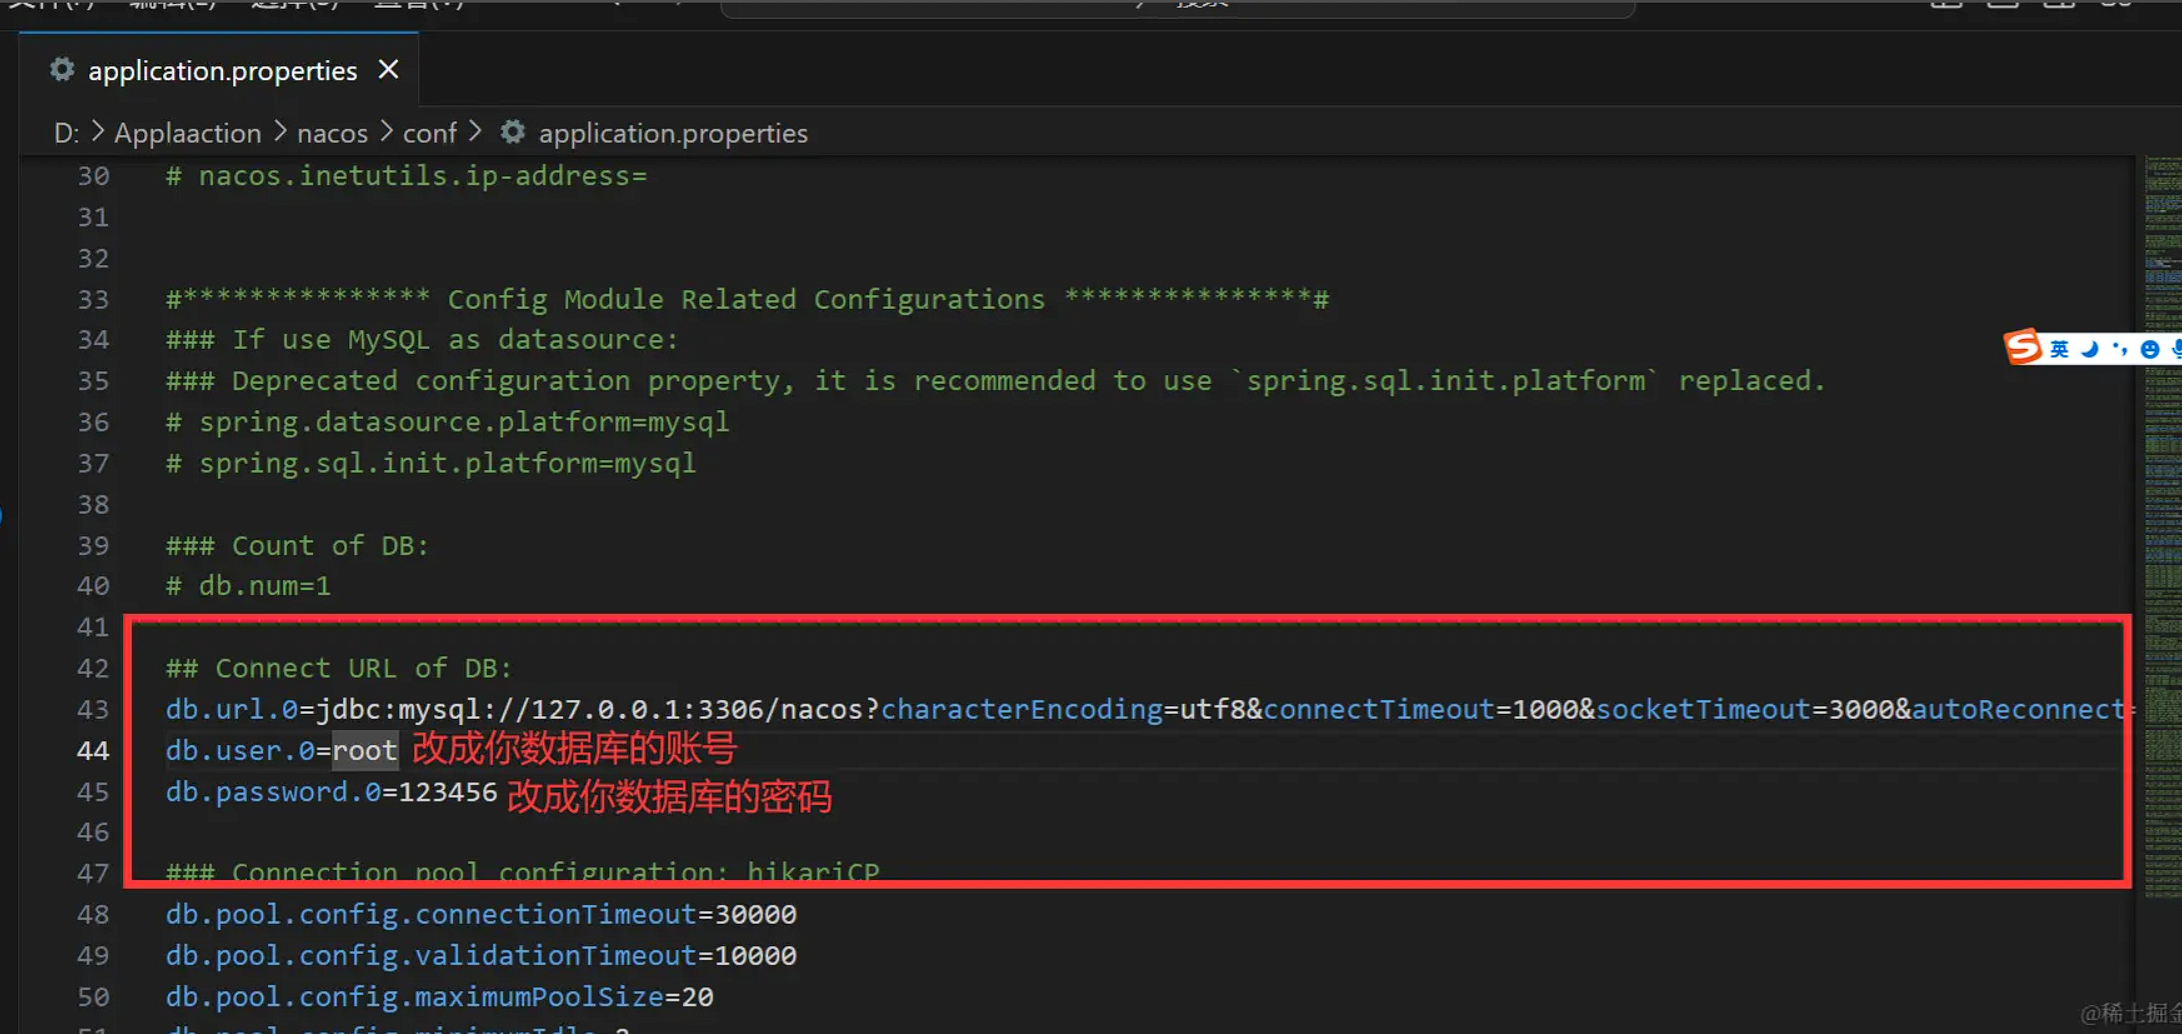 application.properties
D: > Applaaction > nacos > conf > application.properties
30 # nacos.inetutils.ip-address=
31
32
33 #*************** Config Module Related Configurations ***************#
34 ### If use MySQL as datasource:
35 ### Deprecated configuration property, it is recommended to use `spring.sql.init.platform` replaced.
36 # spring.datasource.platform=mysql
37 # spring.sql.init.platform=mysql
38
39 ### Count of DB:
40 # db.num=1
41
42 ## Connect URL of DB:
43 db.url.0=jdbc:mysql://127.0.0.1:3306/nacos?characterEncoding=utf8&connectTimeout=1000&socketTimeout=3000&autoReconnect=
44 db.user.0=root 改成你数据库的账号
45 db.password.0=123456 改成你数据库的密码
46
47 ### Connection pool configuration: hikariCP
48 db.pool.config.connectionTimeout=30000
49 db.pool.config.validationTimeout=10000
50 db.pool.config.maximumPoolSize=20
英
@稀土掘金